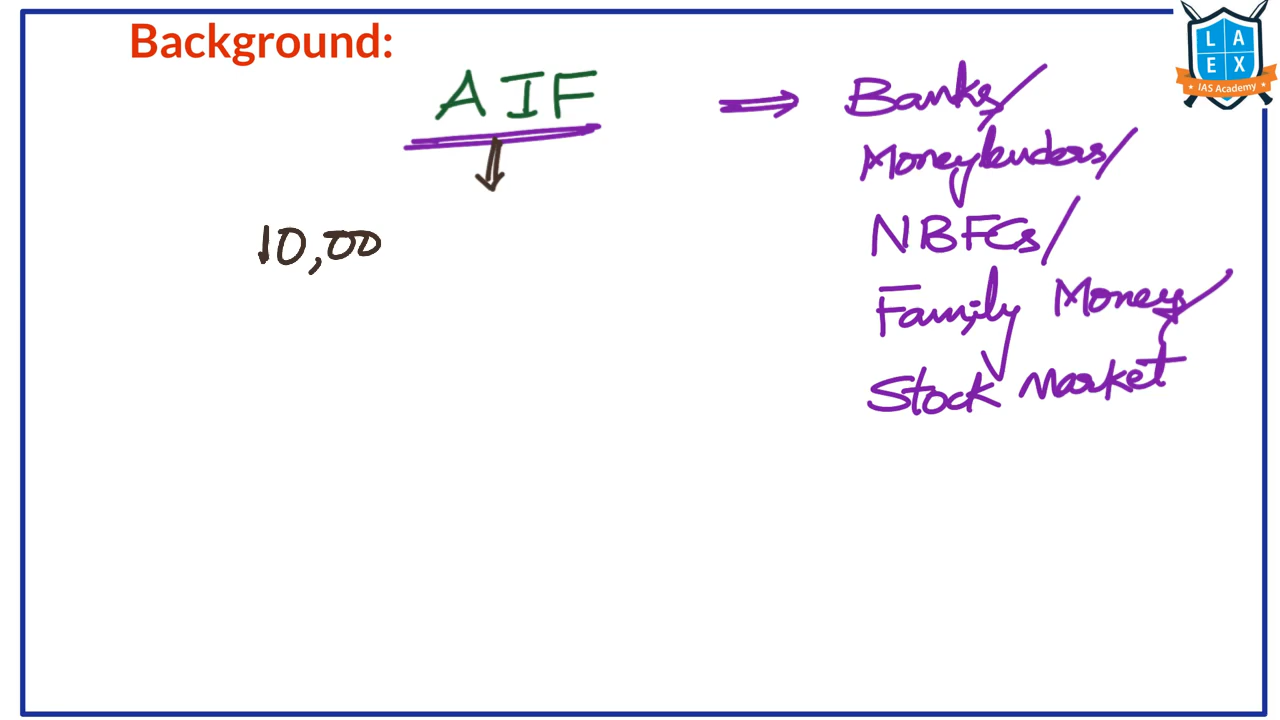 Background:
AIF
10,00
Banks/
Moneylenders/
NBFCs/
Family Money/
Stock Market
L A
E X
IAS Academy